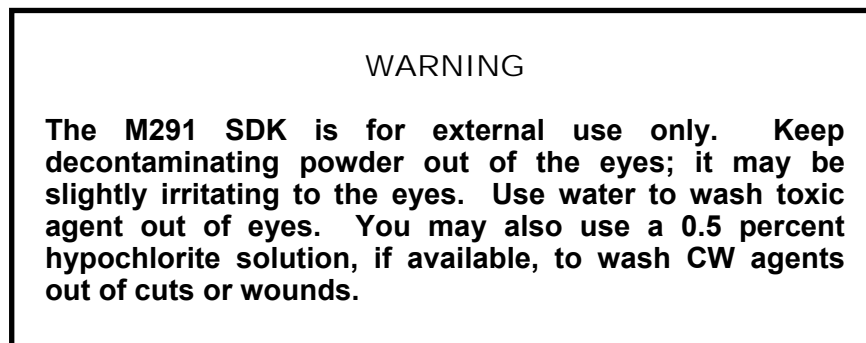 WARNING
The M291 SDK is for external use only. Keep
decontaminating powder out of the eyes; it may be
slightly irritating to the eyes. Use water to wash toxic
agent out of eyes. You may also use a 0.5 percent
hypochlorite solution, if available, to wash CW agents
out of cuts or wounds.